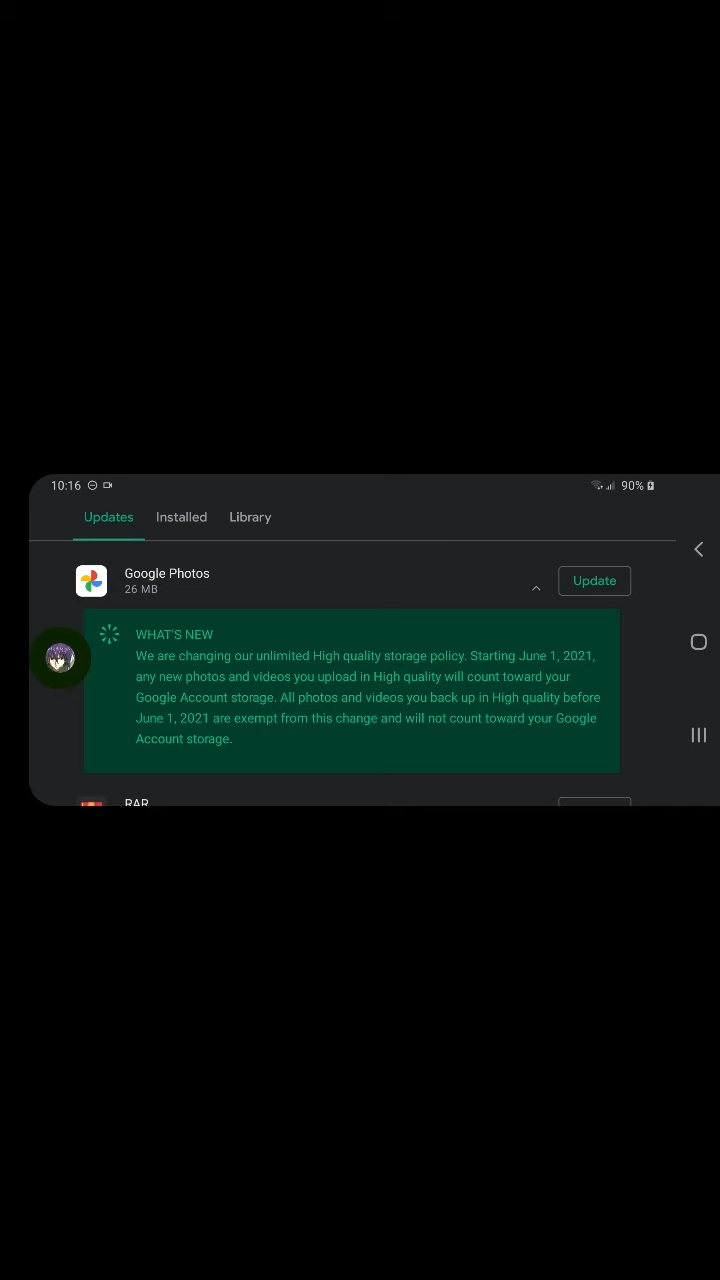 10:16 90%
Updates Installed Library
Google Photos
26 MB
Update
WHAT'S NEW
We are changing our unlimited High quality storage policy. Starting June 1, 2021,
any new photos and videos you upload in High quality will count toward your
Google Account storage. All photos and videos you back up in High quality before
June 1, 2021 are exempt from this change and will not count toward your Google
Account storage.
RAR